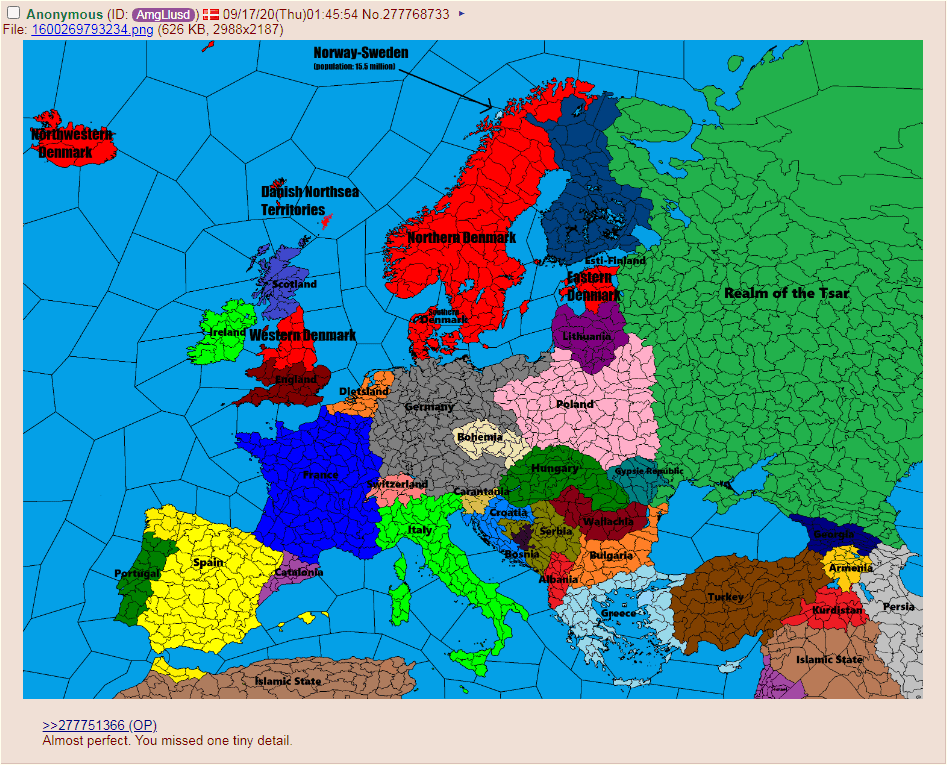 Anonymous (ID: AmgLlusd) 09/17/20(Thu)01:45:54 No.277768733
File: 1600269793234.png (626 KB, 2988x2187)
Norway-Sweden
(population: 15.5 million)
Northwestern
Denmark
Danish Northsea
Territories
Northern Denmark
Esti-Finland
Eastern
Denmark
Scotland
Realm of the Tsar
Southern
Denmark
Ireland
Western Denmark
Lithuania
England
Dietsland
Germany
Poland
Bohemia
France
Hungary
Gypsie Republic
Switzerland
Carantania
Croatia
Wallachia
Italy
Serbia
Georgia
Bosnia
Bulgaria
Spain
Portugal
Catalonia
Albania
Armenia
Turkey
Greece
Kurdistan
Persia
Islamic State
Islamic State
>>277751366 (OP)
Almost perfect. You missed one tiny detail.